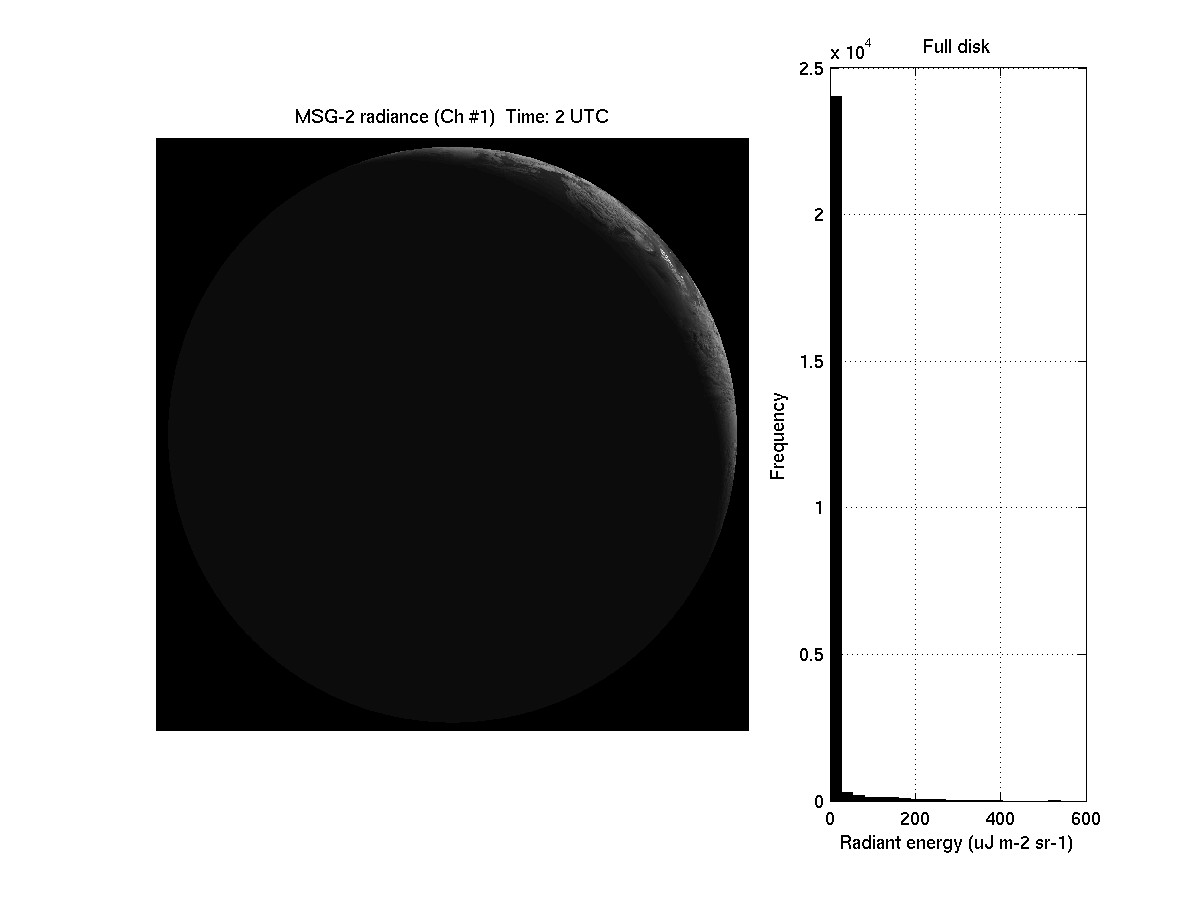 MSG-2 radiance (Ch #1)  Time: 2 UTC
Full disk
x 10^4
2.5
2
1.5
1
0.5
0
Frequency
0 200 400 600
Radiant energy (uJ m-2 sr-1)